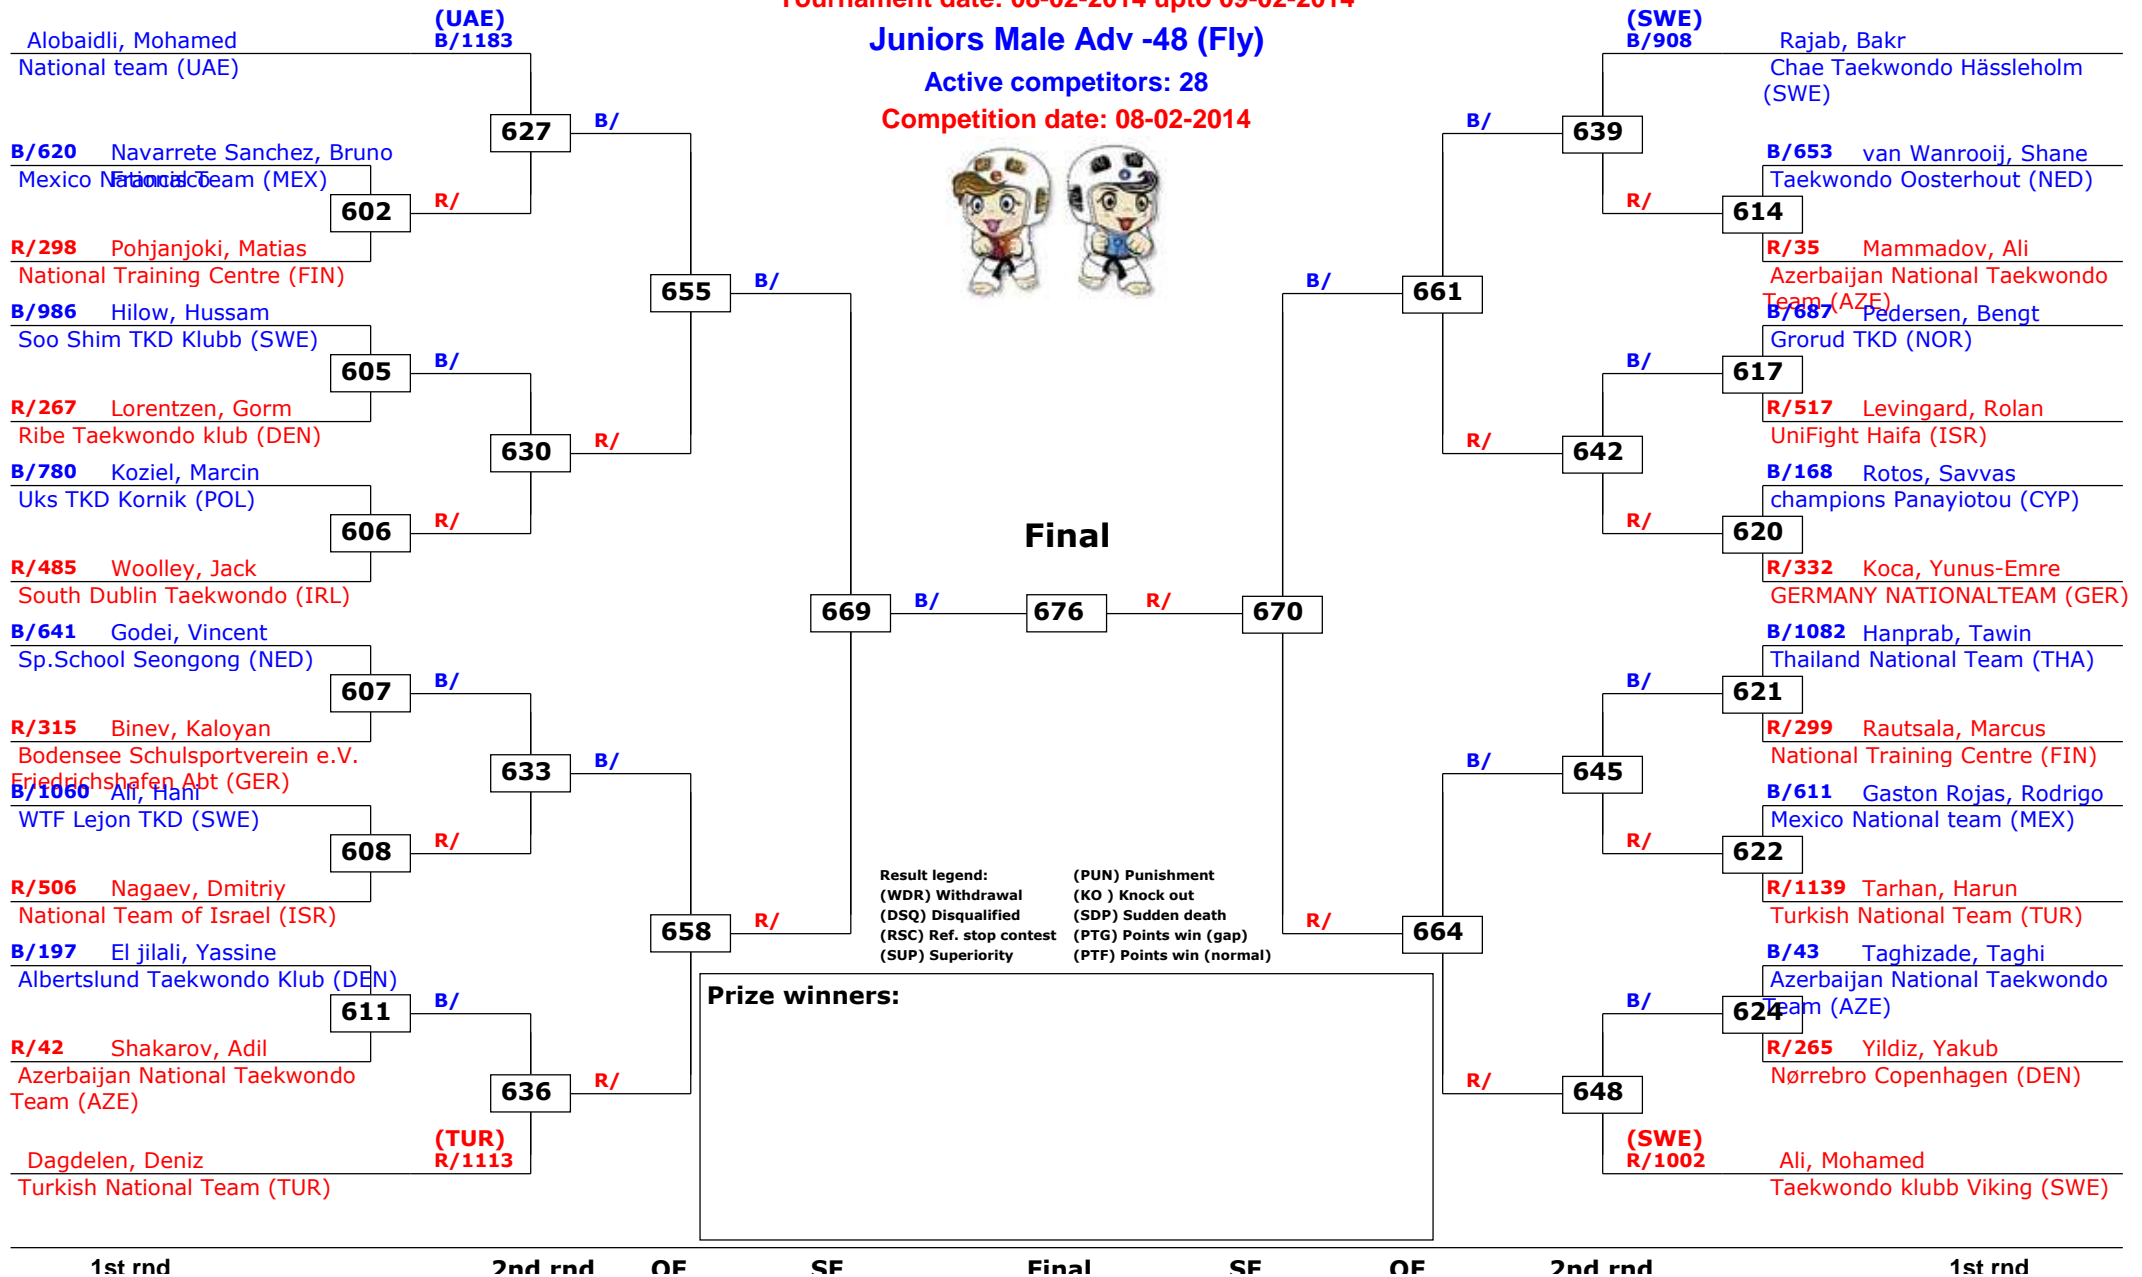 Tournament date: 08-02-2014 upto 09-02-2014
Juniors Male Adv -48 (Fly)
Active competitors: 28
Competition date: 08-02-2014
(UAE)
Alobaidli, Mohamed B/1183
National team (UAE)
627
B/
B/620 Navarrete Sanchez, Bruno
Francisco
Mexico National Team (MEX)
602
R/
R/298 Pohjanjoki, Matias
National Training Centre (FIN)
655
B/
B/986 Hilow, Hussam
Soo Shim TKD Klubb (SWE)
605
B/
R/267 Lorentzen, Gorm
Ribe Taekwondo klub (DEN)
630
R/
B/780 Koziel, Marcin
Uks TKD Kornik (POL)
606
R/
R/485 Woolley, Jack
South Dublin Taekwondo (IRL)
669
B/
B/641 Godei, Vincent
Sp.School Seongong (NED)
607
B/
R/315 Binev, Kaloyan
Bodensee Schulsportverein e.V.
Friedrichshafen Abt (GER)
633
B/
B/1060 Ali, Hani
WTF Lejon TKD (SWE)
608
R/
R/506 Nagaev, Dmitriy
National Team of Israel (ISR)
658
R/
B/197 El jilali, Yassine
Albertslund Taekwondo Klub (DEN)
611
B/
R/42 Shakarov, Adil
Azerbaijan National Taekwondo
Team (AZE)
636
R/
(TUR)
Dagdelen, Deniz R/1113
Turkish National Team (TUR)
Final
676
R/
(SWE)
B/908 Rajab, Bakr
Chae Taekwondo Hässleholm
(SWE)
B/
639
B/653 van Wanrooij, Shane
Taekwondo Oosterhout (NED)
R/
614
R/35 Mammadov, Ali
Azerbaijan National Taekwondo
Team (AZE)
B/
661
B/687 Pedersen, Bengt
Grorud TKD (NOR)
B/
617
R/517 Levingard, Rolan
UniFight Haifa (ISR)
R/
642
B/168 Rotos, Savvas
champions Panayiotou (CYP)
R/
620
R/332 Koca, Yunus-Emre
GERMANY NATIONALTEAM (GER)
670
B/1082 Hanprab, Tawin
Thailand National Team (THA)
B/
621
R/299 Rautsala, Marcus
National Training Centre (FIN)
B/
645
B/611 Gaston Rojas, Rodrigo
Mexico National team (MEX)
R/
622
R/1139 Tarhan, Harun
Turkish National Team (TUR)
R/
664
B/43 Taghizade, Taghi
Azerbaijan National Taekwondo
Team (AZE)
B/
624
R/265 Yildiz, Yakub
Nørrebro Copenhagen (DEN)
R/
648
(SWE)
R/1002 Ali, Mohamed
Taekwondo klubb Viking (SWE)
Result legend: (PUN) Punishment
(WDR) Withdrawal (KO ) Knock out
(DSQ) Disqualified (SDP) Sudden death
(RSC) Ref. stop contest (PTG) Points win (gap)
(SUP) Superiority (PTF) Points win (normal)
Prize winners:
1st rnd 2nd rnd QF SF Final SF QF 2nd rnd 1st rnd